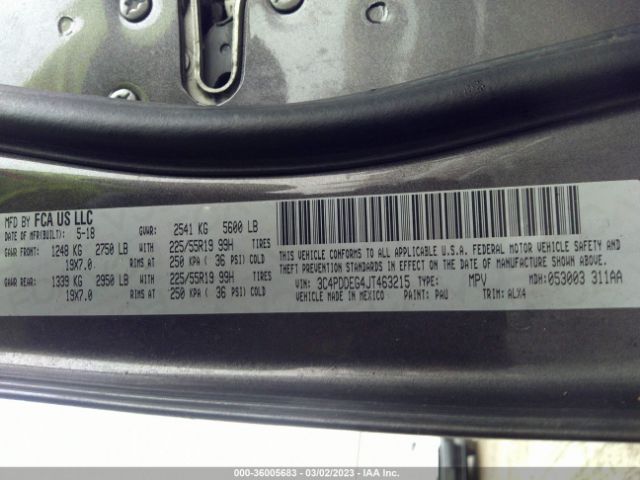 MFD BY FCA US LLC
DATE OF MFR(BUILT): 5-18 GVWR: 2541 KG 5600 LB
GAWR FRONT: 1248 KG 2750 LB WITH 225/55R19 99H TIRES
19X7.0 RIMS AT 250 KPA ( 36 PSI) COLD
GAWR REAR: 1339 KG 2950 LB WITH 225/55R19 99H TIRES
19X7.0 RIMS AT 250 KPA ( 36 PSI) COLD
THIS VEHICLE CONFORMS TO ALL APPLICABLE U.S.A. FEDERAL MOTOR VEHICLE SAFETY AND
THEFT PREVENTION STANDARDS IN EFFECT ON THE DATE OF MANUFACTURE SHOWN ABOVE.
VIN: 3C4PDDEG4JT463215 TYPE: MPV MDH: 053003 311AA
VEHICLE MADE IN MEXICO PAINT: PAU TRIM: ALX4
000-36005683 - 03/02/2023 - IAA Inc.